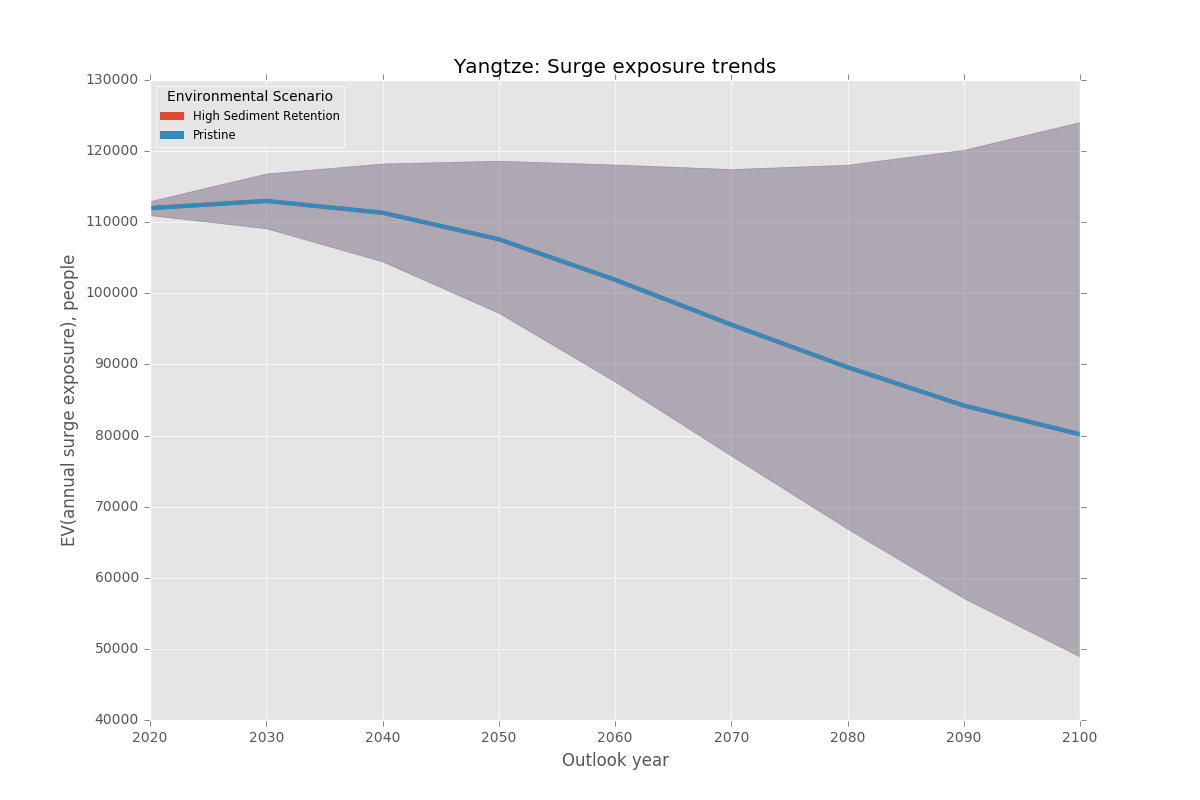 Yangtze: Surge exposure trends
Environmental Scenario
High Sediment Retention
Pristine
EV(annual surge exposure), people
130000
120000
110000
100000
90000
80000
70000
60000
50000
40000
2020 2030 2040 2050 2060 2070 2080 2090 2100
Outlook year